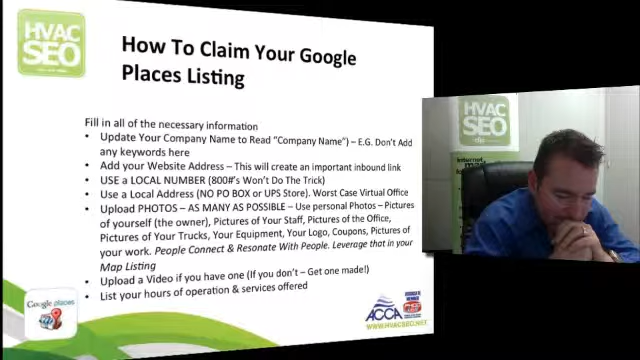 HVAC
SEO
How To Claim Your Google
Places Listing
Fill in all of the necessary information
• Update Your Company Name to Read "Company Name") – E.G. Don't Add
any keywords here
• Add your Website Address – This will create an important inbound link
• USE a LOCAL NUMBER (800#'s Won't Do The Trick)
• Use a Local Address (NO PO BOX or UPS Store). Worst Case Virtual Office
• Upload PHOTOS – AS MANY AS POSSIBLE – Use personal Photos – Pictures
of yourself (the owner), Pictures of Your Staff, Pictures of the Office,
Pictures of Your Trucks, Your Equipment, Your Logo, Coupons, Pictures of
your work. People Connect & Resonate With People. Leverage that in your
Map Listing
• Upload a Video if you have one (If you don't – Get one made!)
• List your hours of operation & services offered
Google places
ACCA
WWW.HVACSEO.NET
HVAC
SEO
Internet